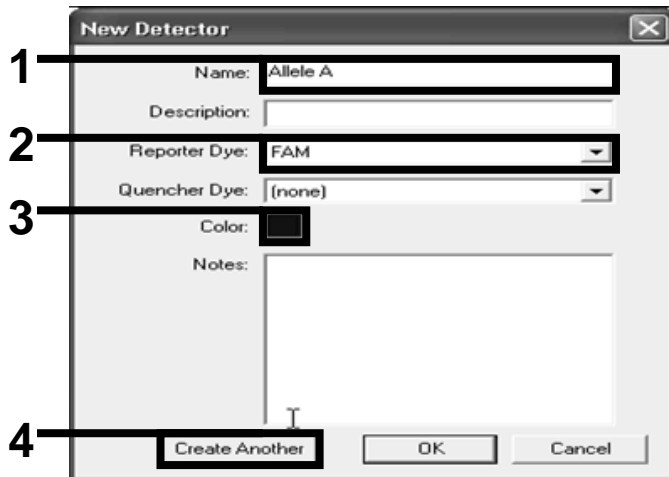 New Detector
1
Name: Allele A
Description:
2
Reporter Dye: FAM
Quencher Dye: (none)
3
Color:
Notes:
4
Create Another OK Cancel